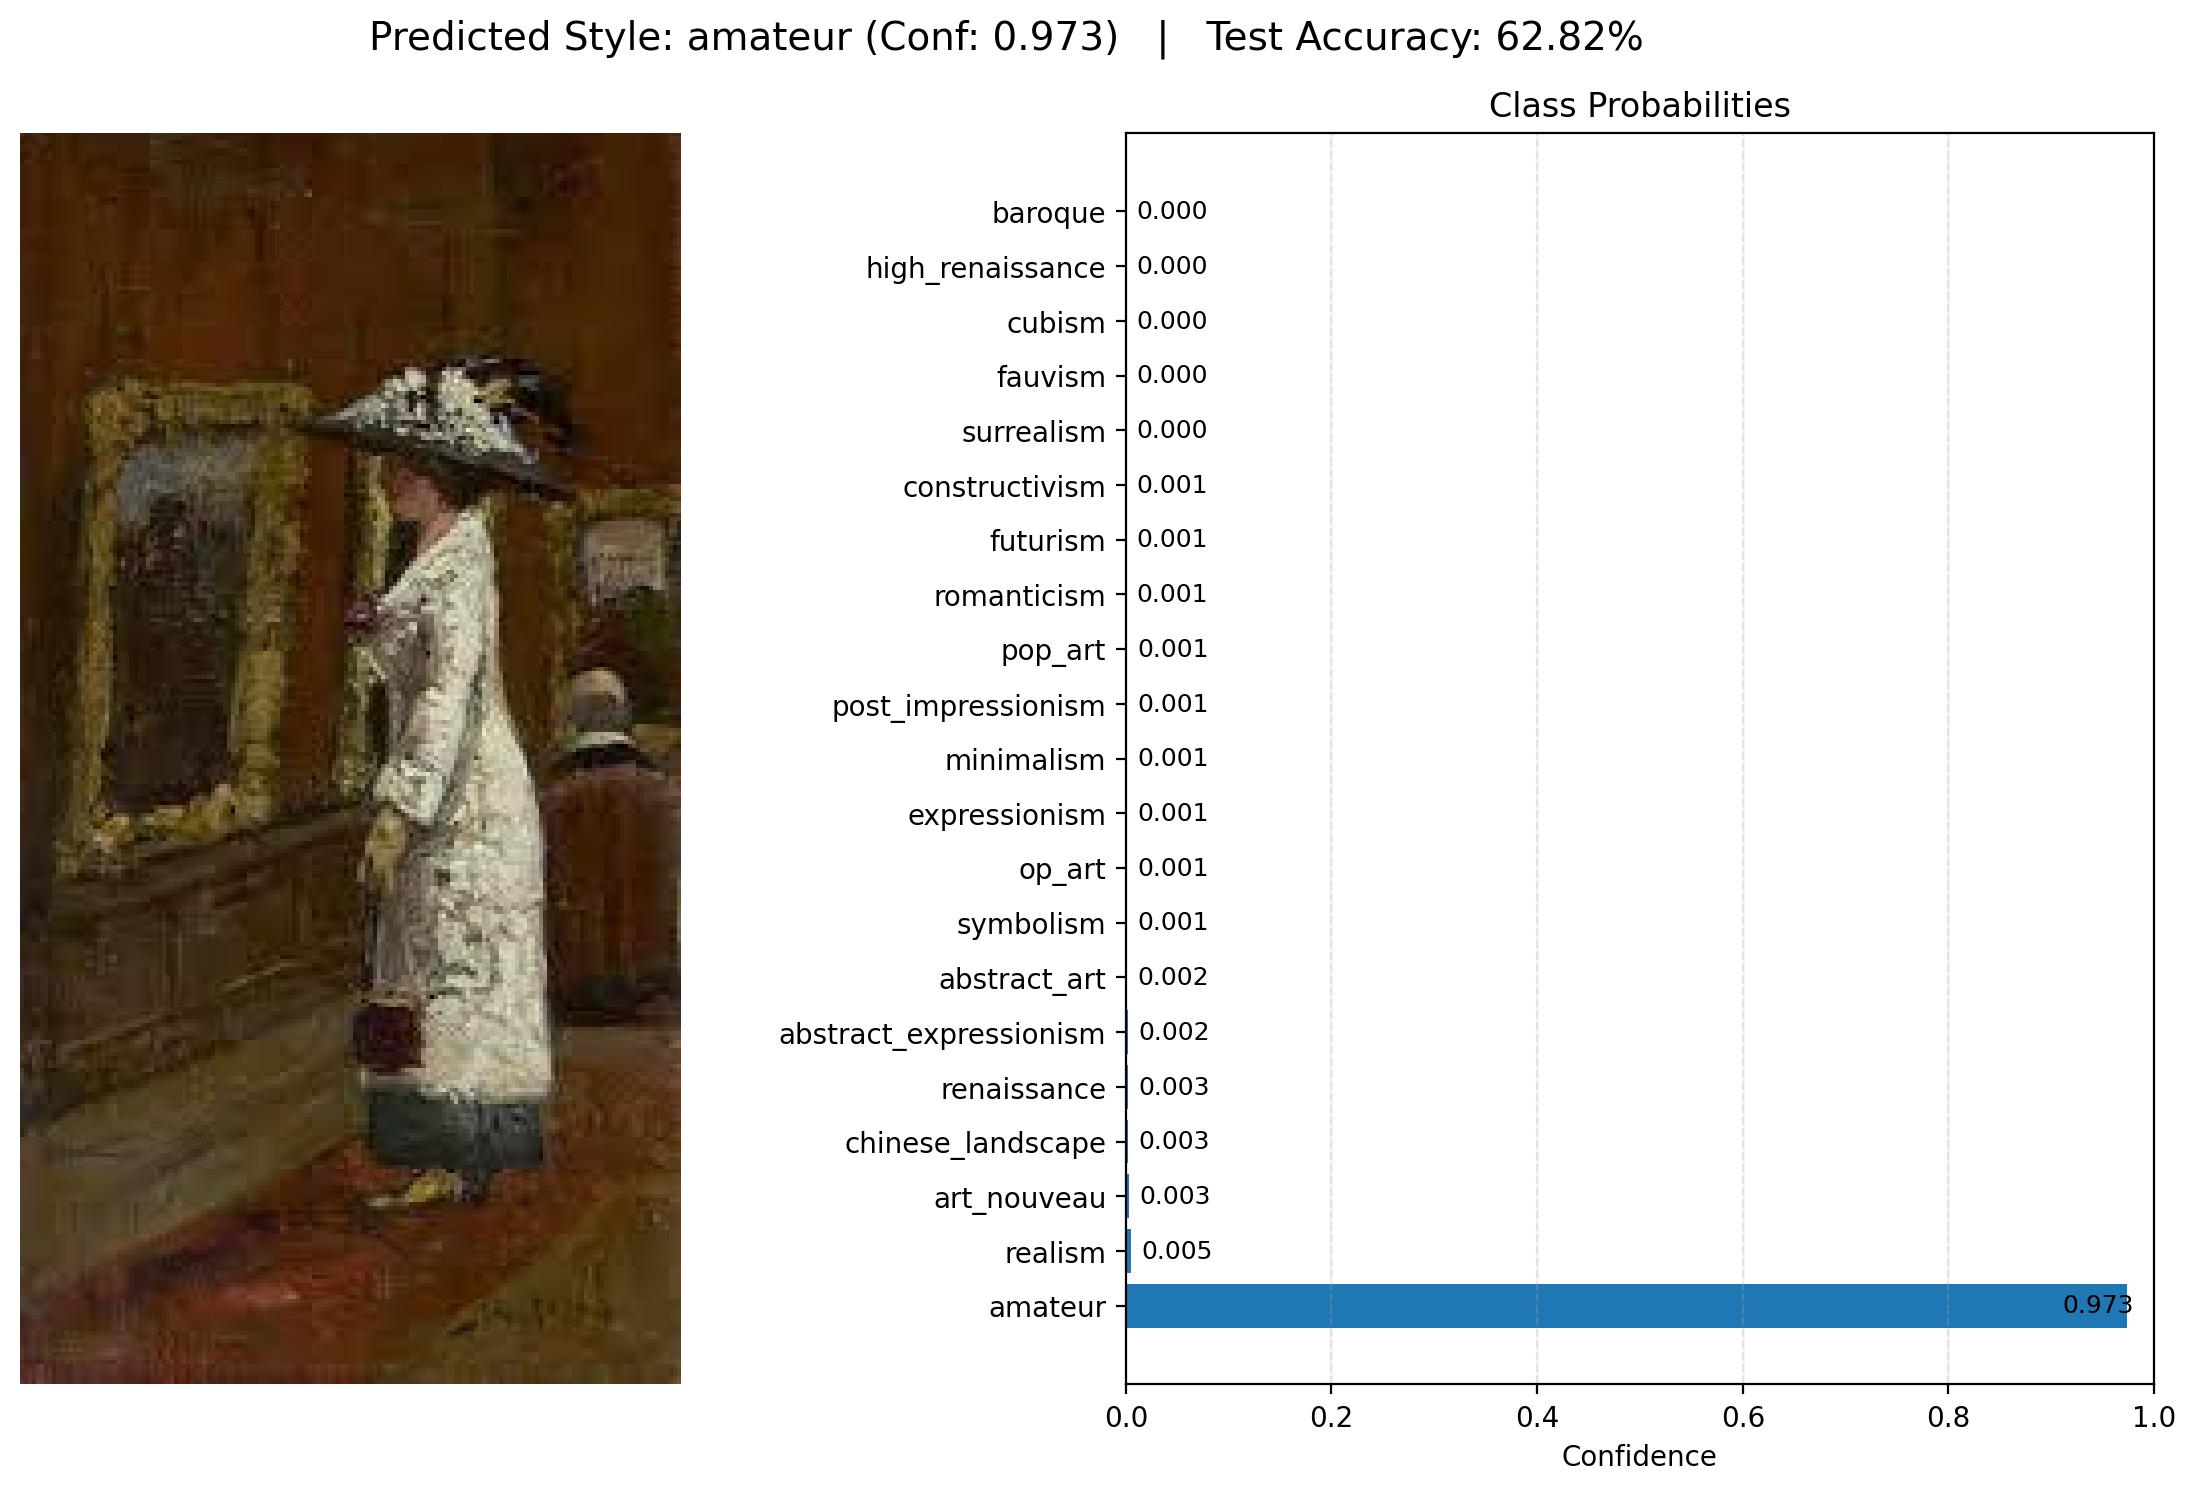 Predicted Style: amateur (Conf: 0.973)   |   Test Accuracy: 62.82%
Class Probabilities
baroque 0.000
high_renaissance 0.000
cubism 0.000
fauvism 0.000
surrealism 0.000
constructivism 0.001
futurism 0.001
romanticism 0.001
pop_art 0.001
post_impressionism 0.001
minimalism 0.001
expressionism 0.001
op_art 0.001
symbolism 0.001
abstract_art 0.002
abstract_expressionism 0.002
renaissance 0.003
chinese_landscape 0.003
art_nouveau 0.003
realism 0.005
amateur 0.973
0.0 0.2 0.4 0.6 0.8 1.0
Confidence